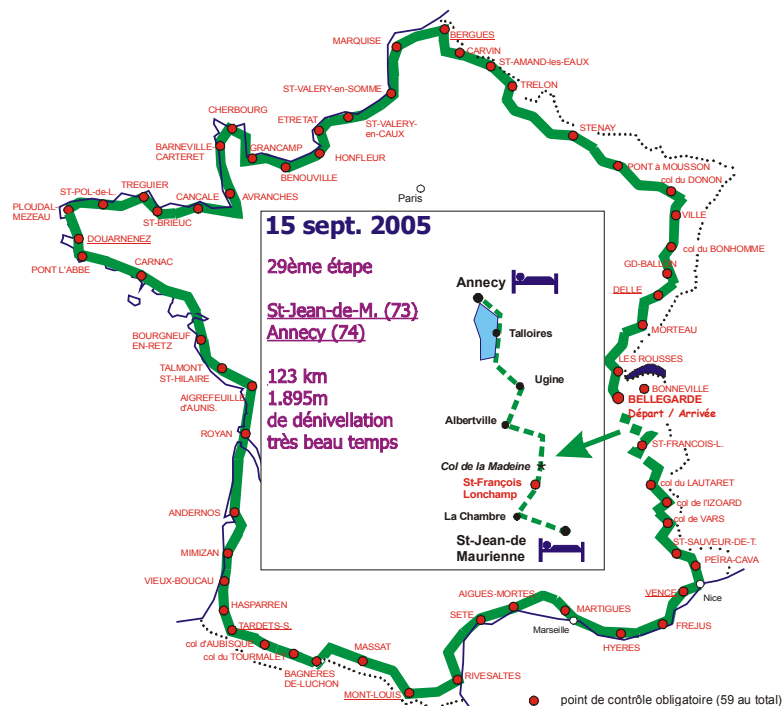 BERGUES
MARQUISE
CARVIN
ST-AMAND-les-EAUX
TRELON
ST-VALERY-en-SOMME
CHERBOURG
ETRETAT
ST-VALERY-
en-CAUX
STENAY
BARNEVILLE-
CARTERET
GRANCAMP
HONFLEUR
BENOUVILLE
PONT à MOUSSON
col du DONON
ST-POL-de-L.
TREGUIER
CANCALE
AVRANCHES
Paris
PLOUDAL-
MEZEAU
ST-BRIEUC
VILLE
DOUARNENEZ
col du BONHOMME
PONT L'ABBE
CARNAC
GD-BALLON
DELLE
BOURGNEUF
EN-RETZ
MORTEAU
TALMONT
ST-HILAIRE
LES ROUSSES
BONNEVILLE
AIGREFEUILLE
d'AUNIS.
BELLEGARDE
Départ / Arrivée
ROYAN
ST-FRANCOIS-L.
col du LAUTARET
col de l'IZOARD
ANDERNOS
col de VARS
MIMIZAN
ST-SAUVEUR-DE-T.
PEÏRA-CAVA
VIEUX-BOUCAU
VENCE
Nice
HASPARREN
AIGUES-MORTES
MARTIGUES
TARDETS-S.
SETE
Marseille
FREJUS
col d'AUBISQUE
HYERES
col du TOURMALET
MASSAT
BAGNERES
DE-LUCHON
RIVESALTES
MONT-LOUIS
15 sept. 2005
29ème étape
St-Jean-de-M. (73)
Annecy (74)
123 km
1.895m
de dénivellation
très beau temps
Annecy
Talloires
Ugine
Albertville
Col de la Madeine
St-François
Lonchamp
La Chambre
St-Jean-de
Maurienne
point de contrôle obligatoire (59 au total)